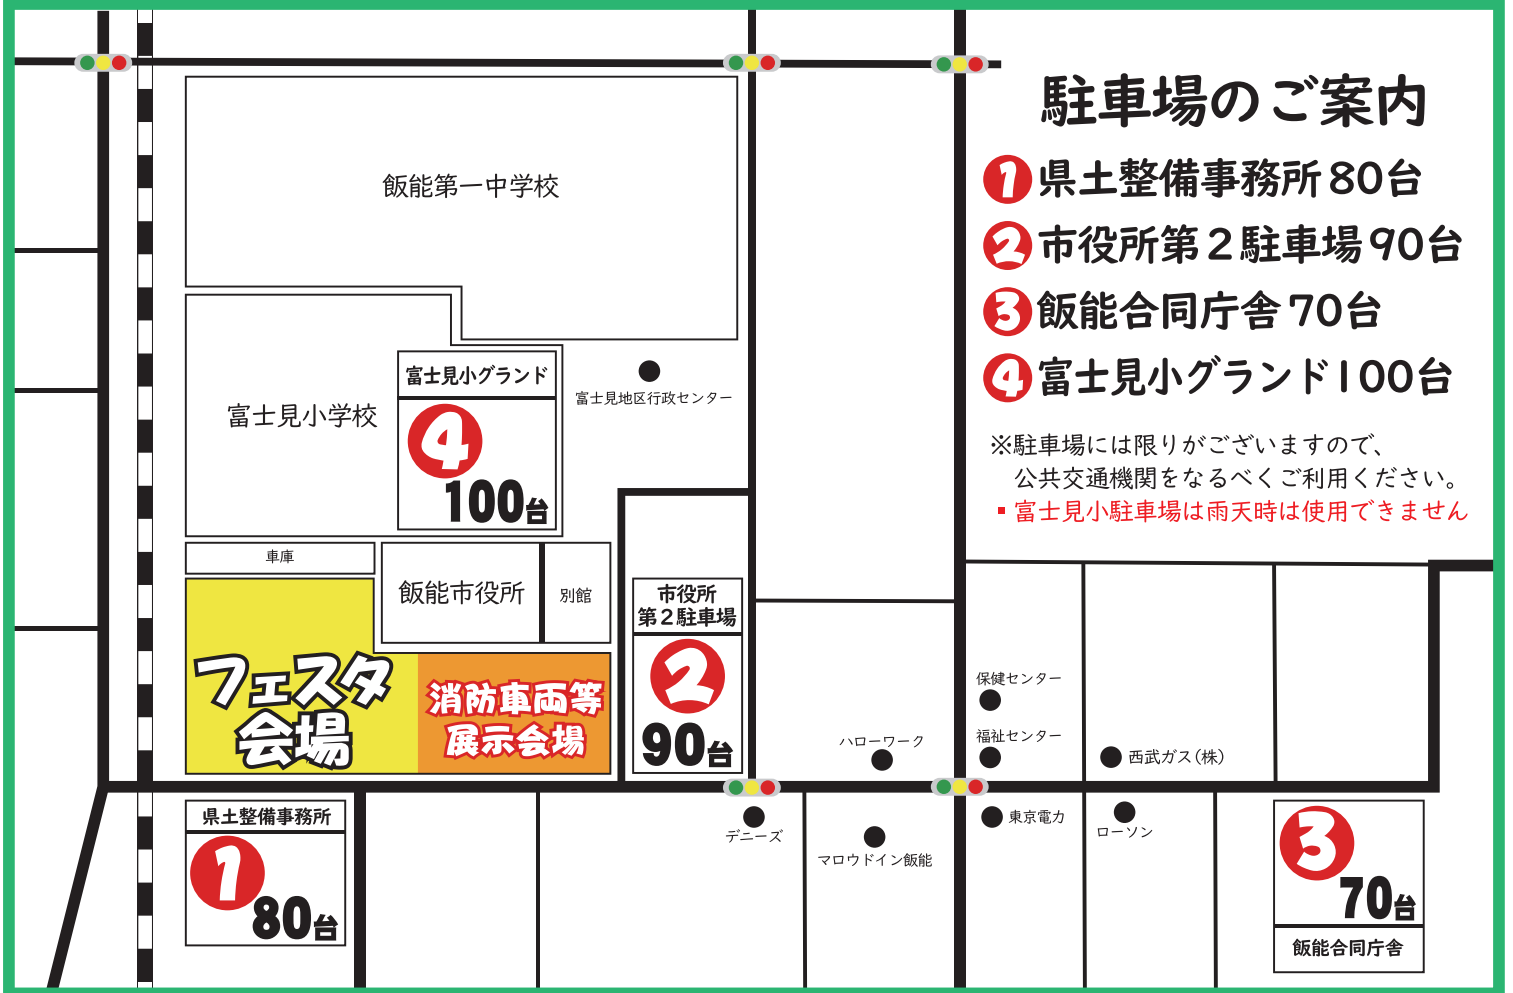 駐車場のご案内
1 県土整備事務所 80台
2 市役所第2駐車場 90台
3 飯能合同庁舎 70台
4 富士見小グランド 100台
※駐車場には限りがございますので、
公共交通機関をなるべくご利用ください。
▪富士見小駐車場は雨天時は使用できません
飯能第一中学校
富士見小学校
富士見小グランド
4
100台
富士見地区行政センター
車庫
飯能市役所
別館
市役所
第2駐車場
2
90台
フェスタ
会場
消防車両等
展示会場
保健センター
福祉センター
ハローワーク
西武ガス(株)
県土整備事務所
1
80台
デニーズ
マロウドイン飯能
東京電力
ローソン
3
70台
飯能合同庁舎